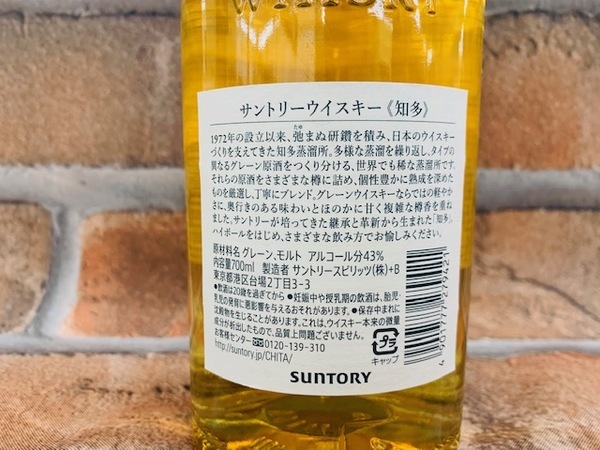 WHISKY
サントリーウイスキー《知多》
1972年の設立以来、弛まぬ研鑽を積み、日本のウイスキー
づくりを支えてきた知多蒸溜所。多様な蒸溜を繰り返し、タイプの
異なるグレーン原酒をつくり分ける、世界でも稀な蒸溜所です。
それらの原酒をさまざまな樽に詰め、個性豊かに熟成を深めた
ものを厳選し、丁寧にブレンド。グレーンウイスキーならではの軽やか
さに、奥行きのある味わいとほのかに甘く複雑な樽香を重ね
ました。サントリーが培ってきた継承と革新から生まれた「知多」。
ハイボールをはじめ、さまざまな飲み方でお愉しみください。
原材料名 グレーン、モルト アルコール分43%
内容量700ml 製造者 サントリースピリッツ(株)+B
東京都港区台場2丁目3-3
●飲酒は20歳を過ぎてから ●妊娠中や授乳期の飲酒は、胎児・
乳児の発育に悪影響を与えるおそれがあります。 ●保存中まれに
沈殿物を生じることがあります。これは、ウイスキー本来の微量
成分が析出したもので、品質上問題ございません。
お客様センター 0120-139-310
http://suntory.jp/CHITA/
プラ
キャップ
4 901777 279421
SUNTORY